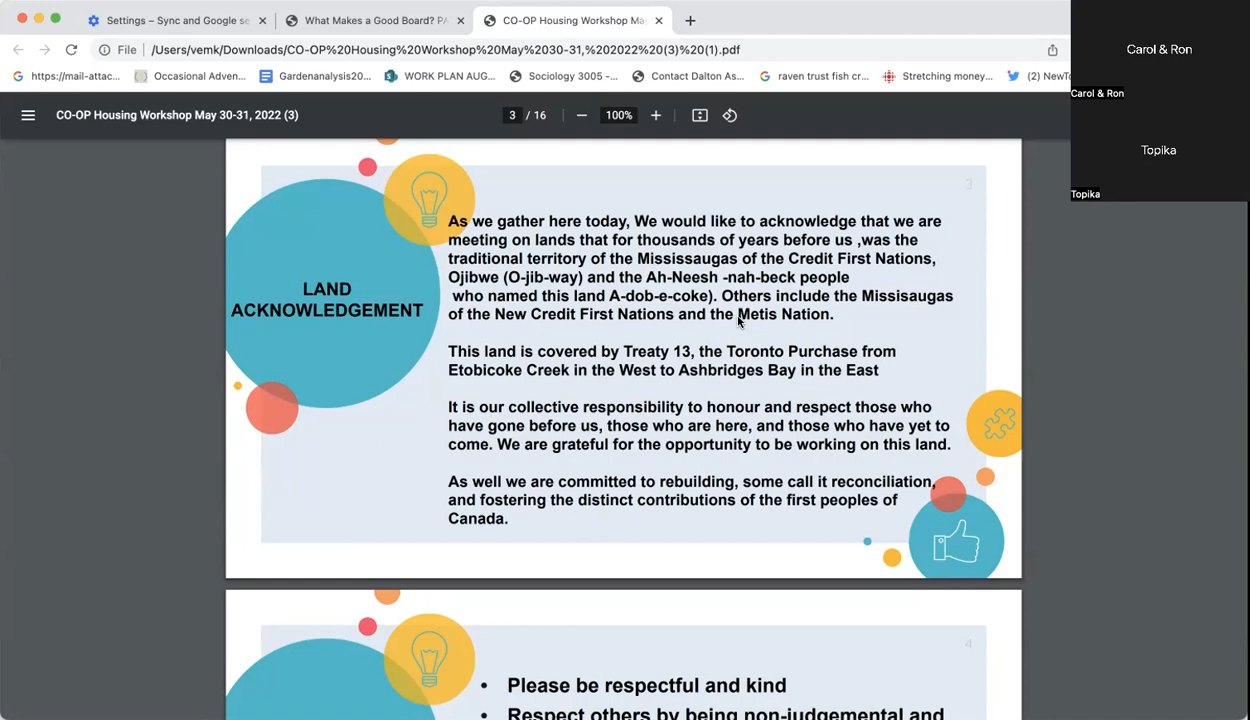 Settings – Sync and Google se
What Makes a Good Board? P
CO-OP Housing Workshop Ma
File
/Users/vemk/Downloads/CO-OP%20Housing%20Workshop%20May%2030-31,%202022%20(3)%20(1).pdf
https://mail-attac...
Occasional Adven...
Gardenanalysis20...
WORK PLAN AUG...
Sociology 3005 -...
Contact Dalton As...
raven trust fish cr...
Stretching money...
(2) NewTo
CO-OP Housing Workshop May 30-31, 2022 (3)
3 / 16
100%
Carol & Ron
Carol & Ron
Topika
Topika
3
LAND
ACKNOWLEDGEMENT
As we gather here today, We would like to acknowledge that we are
meeting on lands that for thousands of years before us ,was the
traditional territory of the Mississaugas of the Credit First Nations,
Ojibwe (O-jib-way) and the Ah-Neesh -nah-beck people
who named this land A-dob-e-coke). Others include the Missisaugas
of the New Credit First Nations and the Metis Nation.
This land is covered by Treaty 13, the Toronto Purchase from
Etobicoke Creek in the West to Ashbridges Bay in the East
It is our collective responsibility to honour and respect those who
have gone before us, those who are here, and those who have yet to
come. We are grateful for the opportunity to be working on this land.
As well we are committed to rebuilding, some call it reconciliation,
and fostering the distinct contributions of the first peoples of
Canada.
4
• Please be respectful and kind
• Respect others by being non-judgemental and